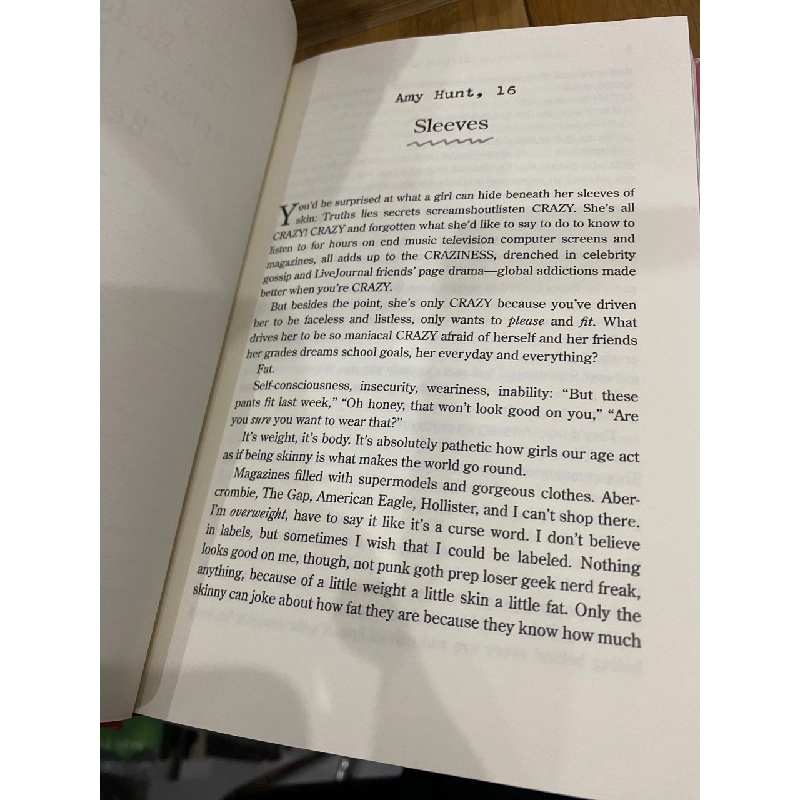 Amy Hunt, 16
Sleeves
You'd be surprised at what a girl can hide beneath her sleeves of
skin: Truths lies secrets screamshoutlisten CRAZY. She's all
CRAZY! CRAZY and forgotten what she'd like to say to do to know to
listen to for hours on end music television computer screens and
magazines, all adds up to the CRAZINESS, drenched in celebrity
gossip and LiveJournal friends' page drama—global addictions made
better when you're CRAZY.
But besides the point, she's only CRAZY because you've driven
her to be faceless and listless, only wants to please and fit. What
drives her to be so maniacal CRAZY afraid of herself and her friends
her grades dreams school goals, her everyday and everything?
Fat.
Self-consciousness, insecurity, weariness, inability: “But these
pants fit last week,” “Oh honey, that won't look good on you,” “Are
you sure you want to wear that?”
It's weight, it's body. It's absolutely pathetic how girls our age act
as if being skinny is what makes the world go round.
Magazines filled with supermodels and gorgeous clothes. Aber-
crombie, The Gap, American Eagle, Hollister, and I can't shop there.
I'm overweight, have to say it like it's a curse word. I don't believe
in labels, but sometimes I wish that I could be labeled. Nothing
looks good on me, though, not punk goth prep loser geek nerd freak,
anything, because of a little weight a little skin a little fat. Only the
skinny can joke about how fat they are because they know how much